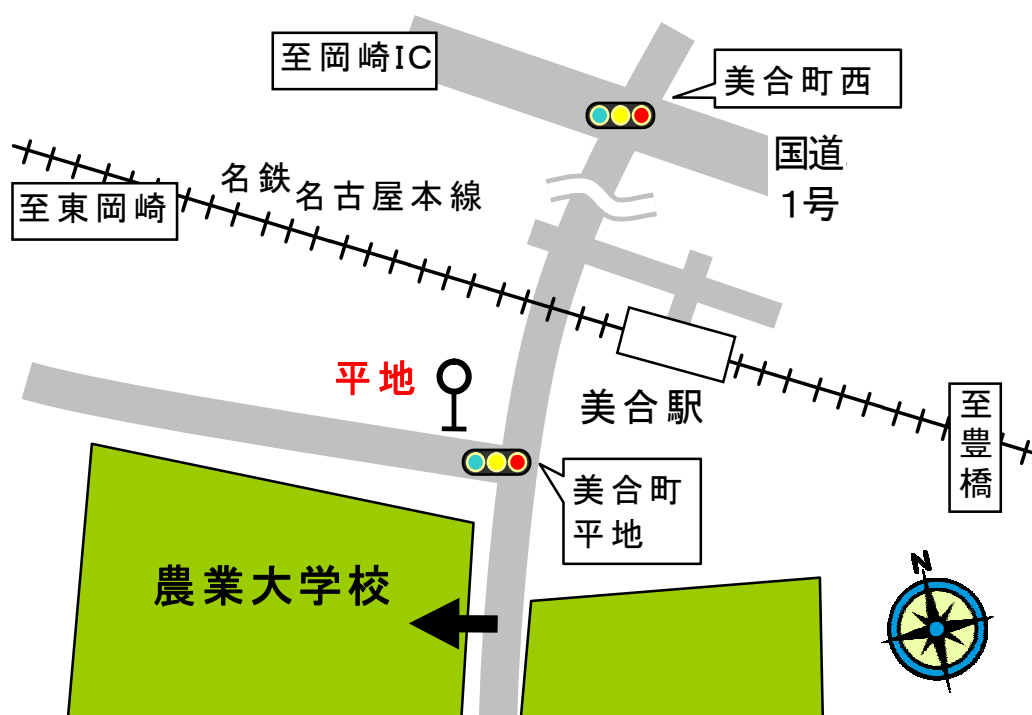 至岡崎IC
美合町西
国道
1号
名鉄名古屋本線
至東岡崎
平地
美合駅
至豊橋
美合町
平地
農業大学校
N